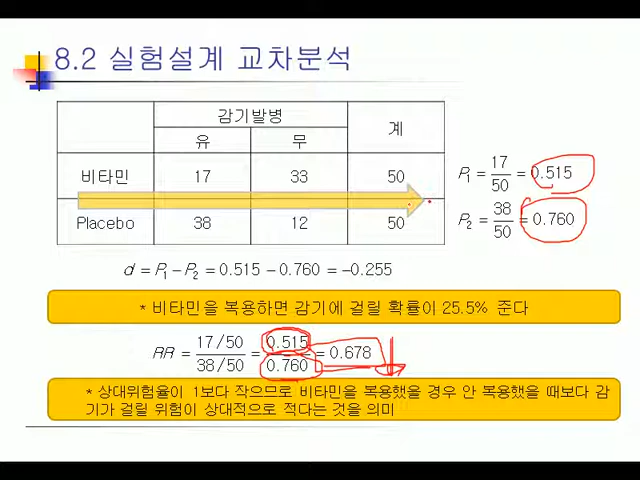 8.2 실험설계 교차분석
감기발병 계
유 무
비타민 17 33 50
Placebo 38 12 50
P₁ = 17/50 = 0.515
P₂ = 38/50 = 0.760
d = P₁ − P₂ = 0.515 − 0.760 = −0.255
* 비타민을 복용하면 감기에 걸릴 확률이 25.5% 준다
RR = (17/50)/(38/50) = 0.515/0.760 = 0.678
* 상대위험율이 1보다 작으므로 비타민을 복용했을 경우 안 복용했을 때보다 감
기가 걸릴 위험이 상대적으로 적다는 것을 의미